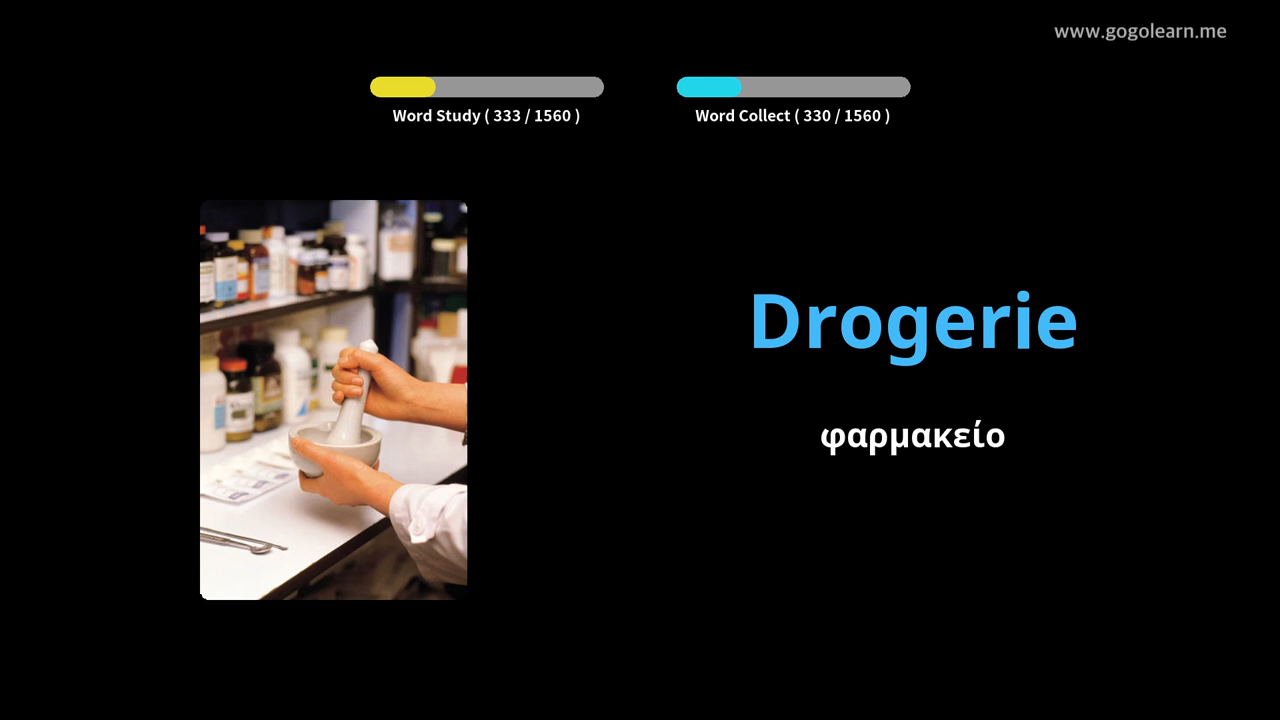 www.gogolearn.me
Word Study ( 333 / 1560 )
Word Collect ( 330 / 1560 )
Drogerie
φαρμακείο